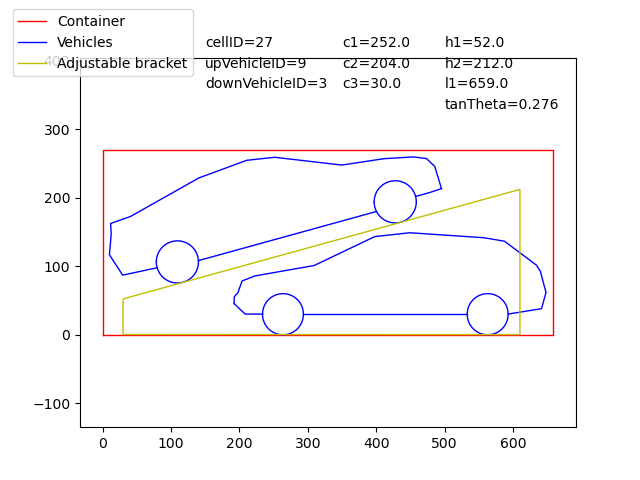 Container
Vehicles
Adjustable bracket
cellID=27 c1=252.0 h1=52.0
upVehicleID=9 c2=204.0 h2=212.0
downVehicleID=3 c3=30.0 l1=659.0
tanTheta=0.276
400
300
200
100
0
−100
0 100 200 300 400 500 600